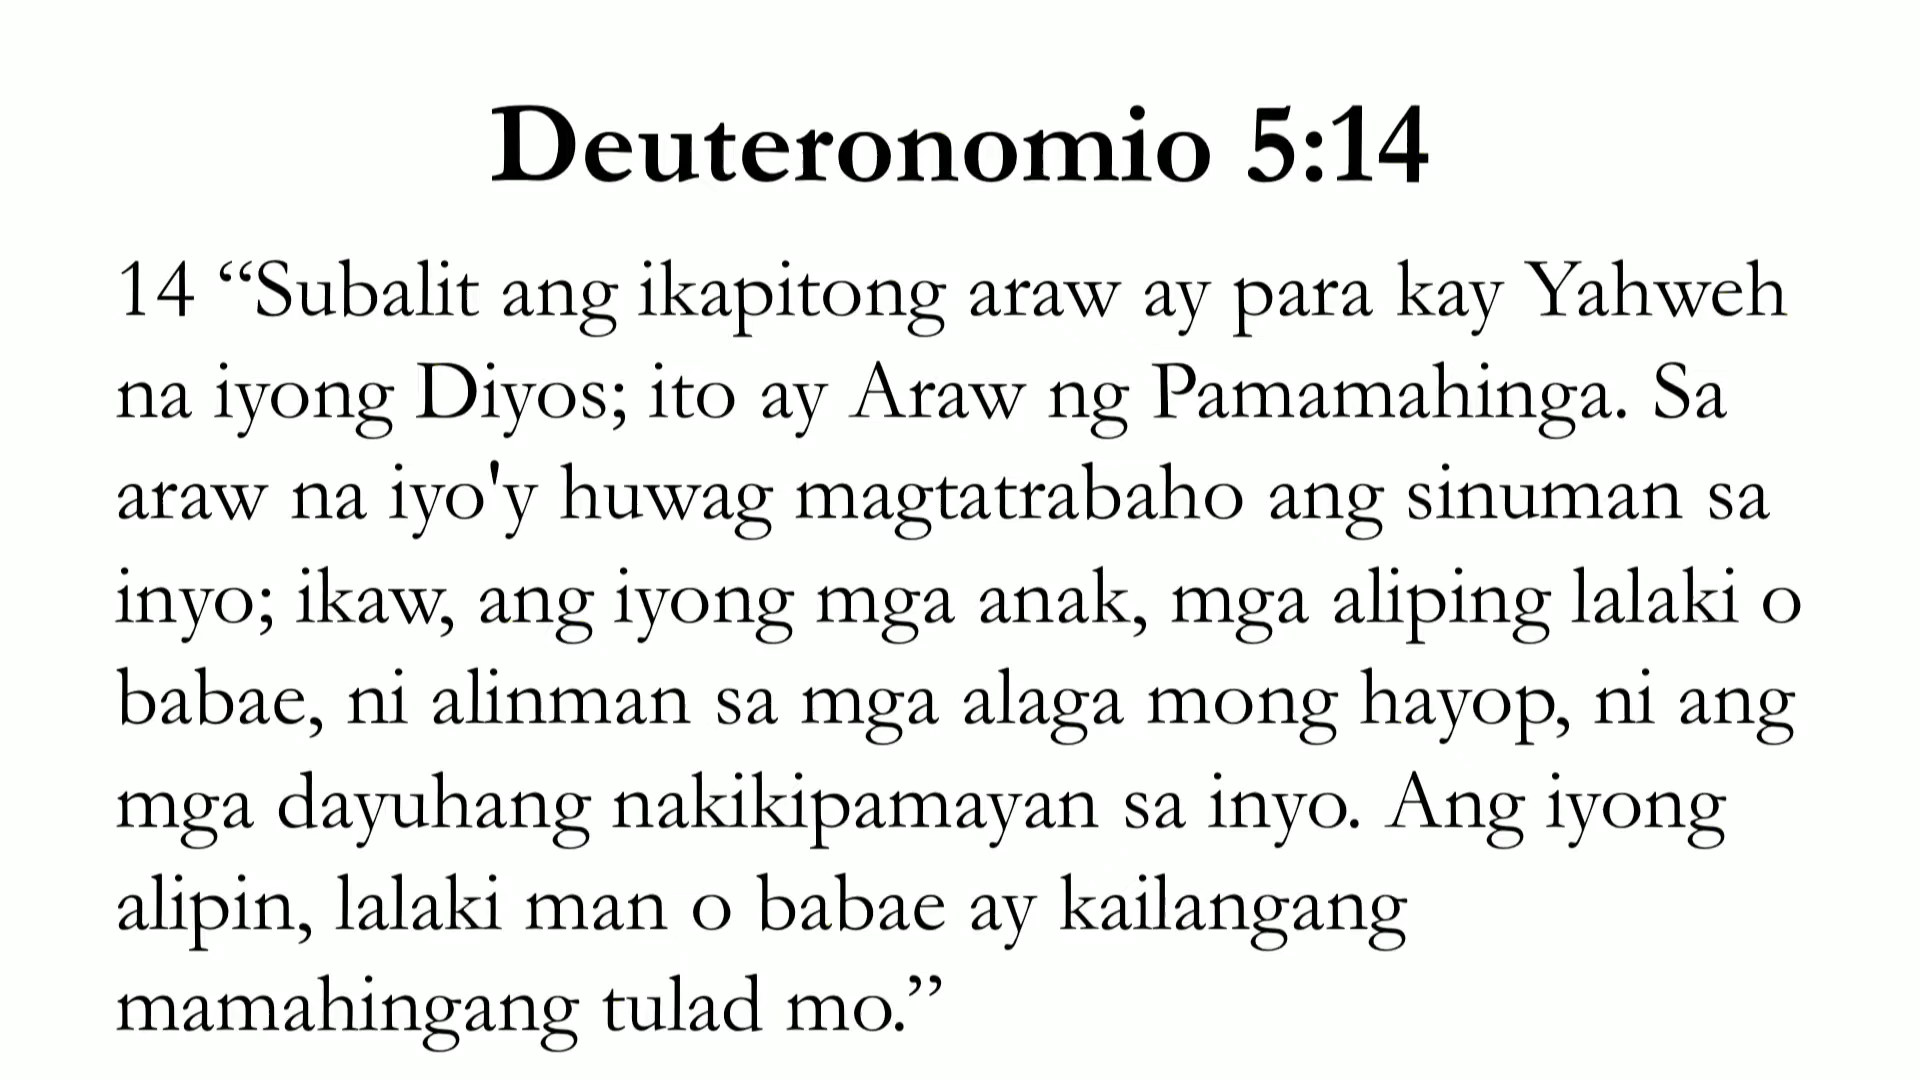 Deuteronomio 5:14
14 “Subalit ang ikapitong araw ay para kay Yahweh
na iyong Diyos; ito ay Araw ng Pamamahinga. Sa
araw na iyo'y huwag magtatrabaho ang sinuman sa
inyo; ikaw, ang iyong mga anak, mga aliping lalaki o
babae, ni alinman sa mga alaga mong hayop, ni ang
mga dayuhang nakikipamayan sa inyo. Ang iyong
alipin, lalaki man o babae ay kailangang
mamahingang tulad mo.”